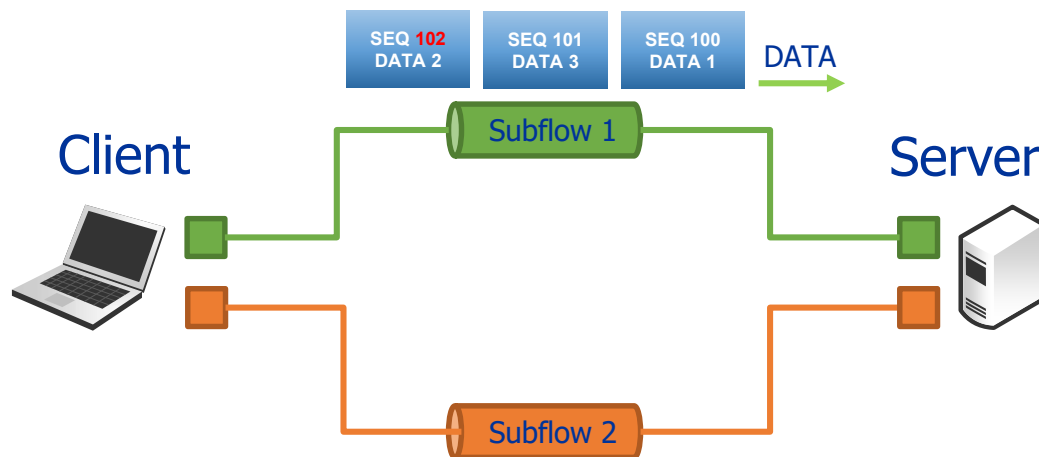 SEQ 102
DATA 2
SEQ 101
DATA 3
SEQ 100
DATA 1
DATA
Subflow 1
Client
Server
Subflow 2